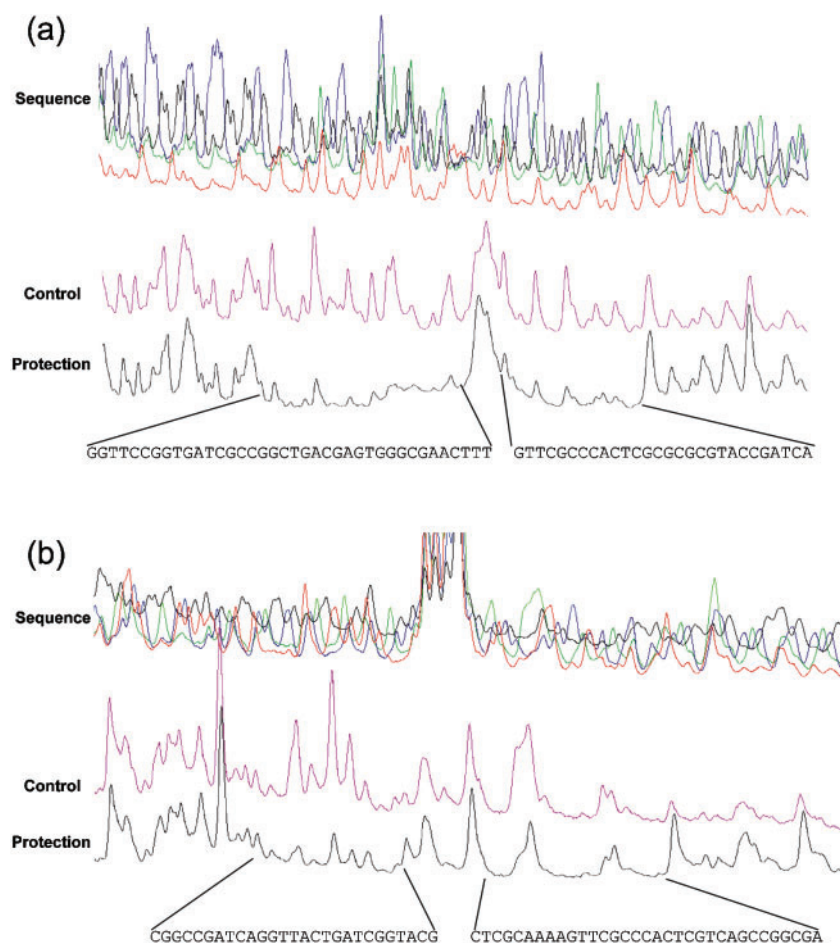 (a)
Sequence
Control
Protection
GGTTCCGGTGATCGCCGGCTGACGAGTGGGCGAACTTT GTTCGCCCACTCGCGCGCGTACCGATCA
(b)
Sequence
Control
Protection
CGGCCGATCAGGTTACTGATCGGTACG CTCGCAAAAGTTCGCCCACTCGTCAGCCGGCGA